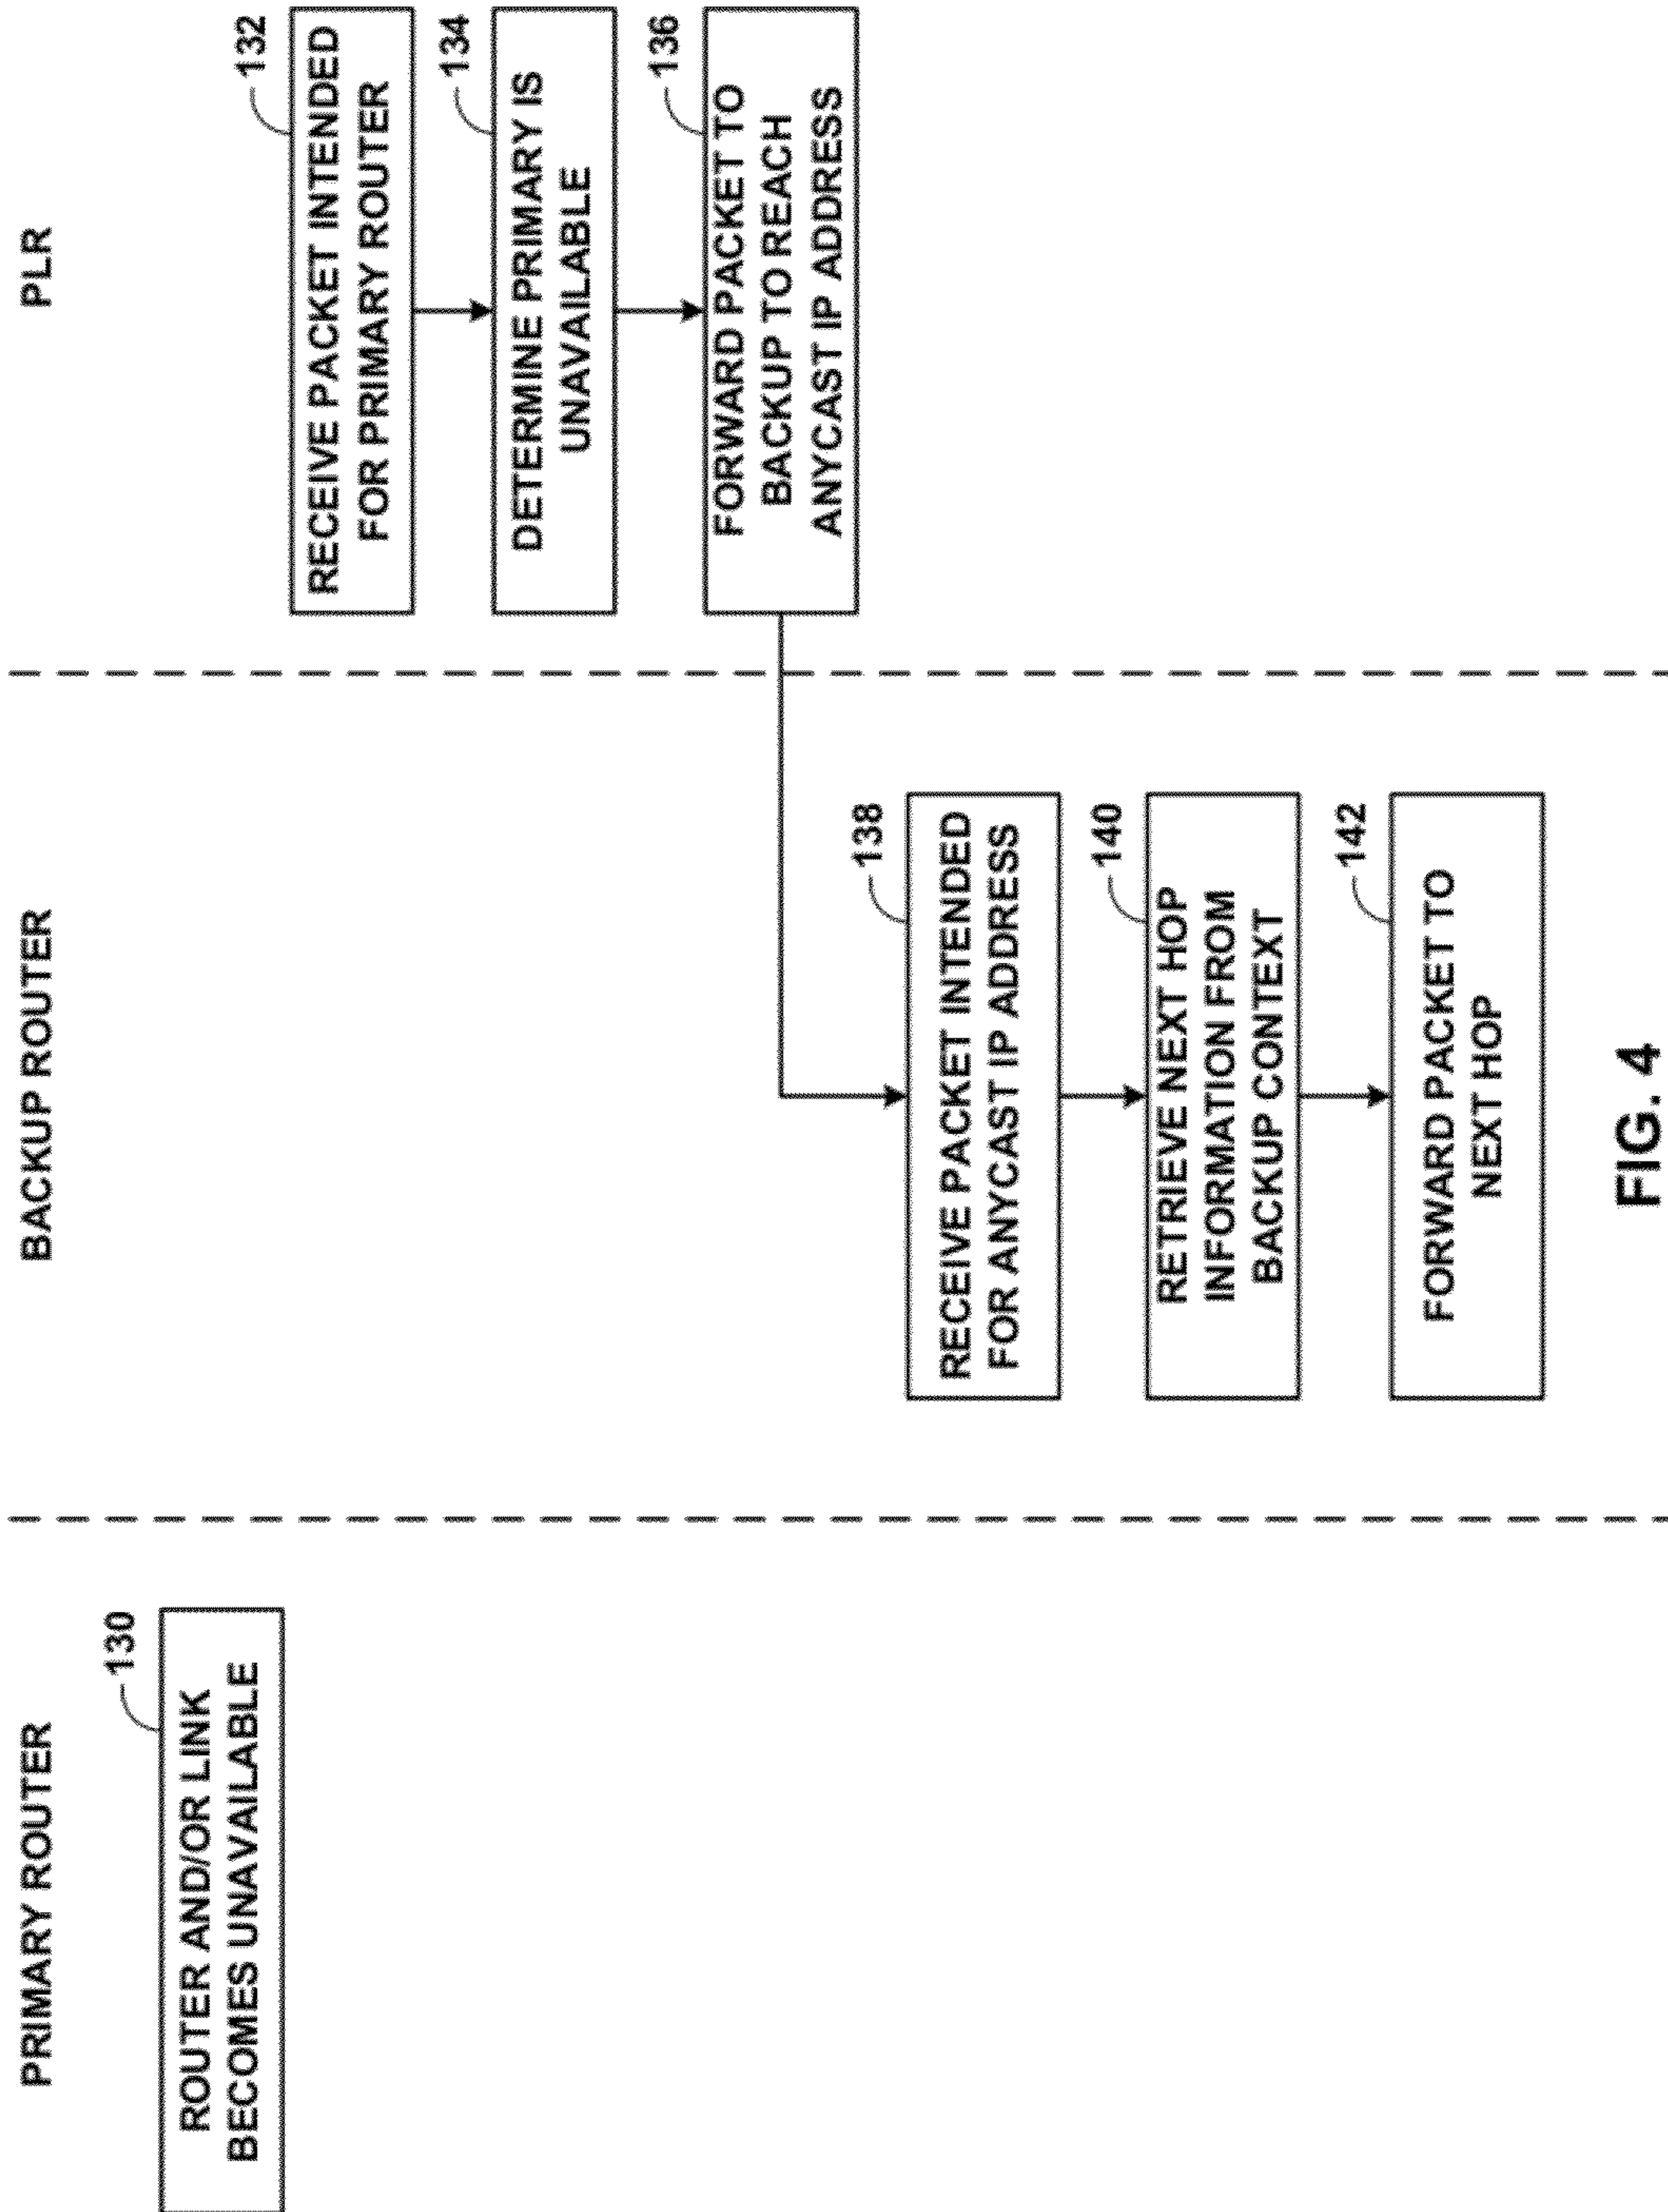 PRIMARY ROUTER
BACKUP ROUTER
PLR
130
ROUTER AND/OR LINK
BECOMES UNAVAILABLE
132
RECEIVE PACKET INTENDED
FOR PRIMARY ROUTER
134
DETERMINE PRIMARY IS
UNAVAILABLE
136
FORWARD PACKET TO
BACKUP TO REACH
ANYCAST IP ADDRESS
138
RECEIVE PACKET INTENDED
FOR ANYCAST IP ADDRESS
140
RETRIEVE NEXT HOP
INFORMATION FROM
BACKUP CONTEXT
142
FORWARD PACKET TO
NEXT HOP
FIG. 4